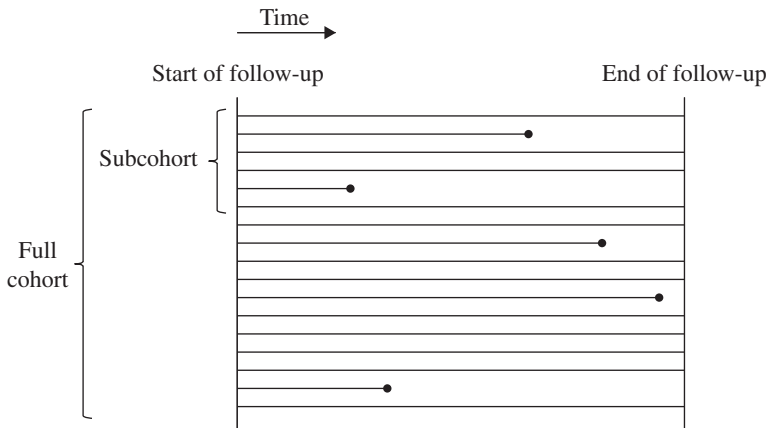 Time
Start of follow-up
End of follow-up
Subcohort
Full
cohort